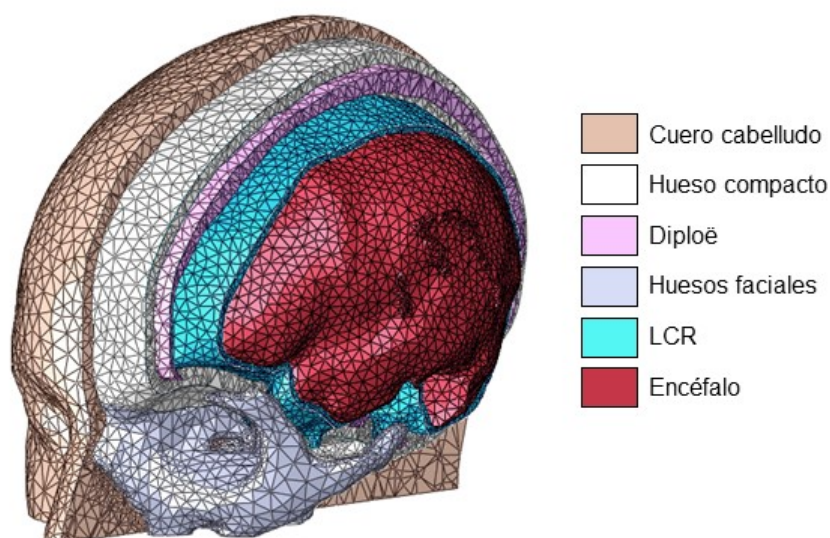 Cuero cabelludo
Hueso compacto
Diploë
Huesos faciales
LCR
Encéfalo